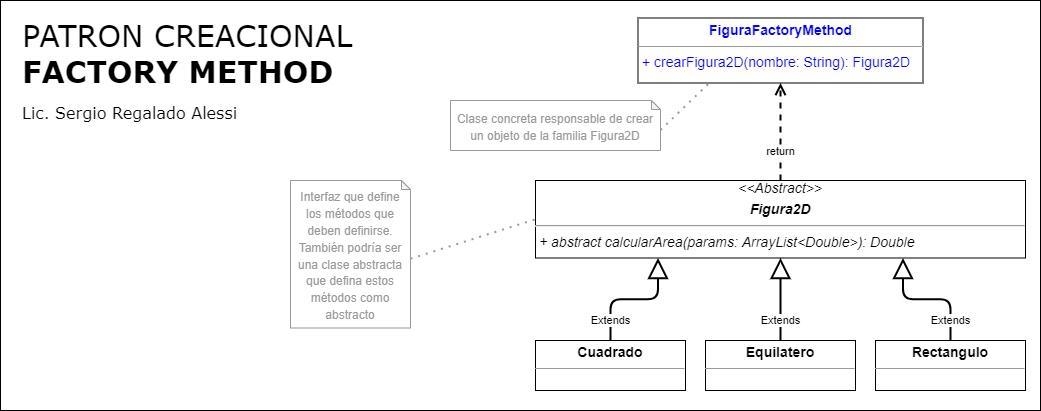 PATRON CREACIONAL
FACTORY METHOD
Lic. Sergio Regalado Alessi
FiguraFactoryMethod
+ crearFigura2D(nombre: String): Figura2D
Clase concreta responsable de crear
un objeto de la familia Figura2D
return
Interfaz que define
los métodos que
deben definirse.
También podría ser
una clase abstracta
que defina estos
métodos como
abstracto
<<Abstract>>
Figura2D
+ abstract calcularArea(params: ArrayList<Double>): Double
Extends
Extends
Extends
Cuadrado
Equilatero
Rectangulo